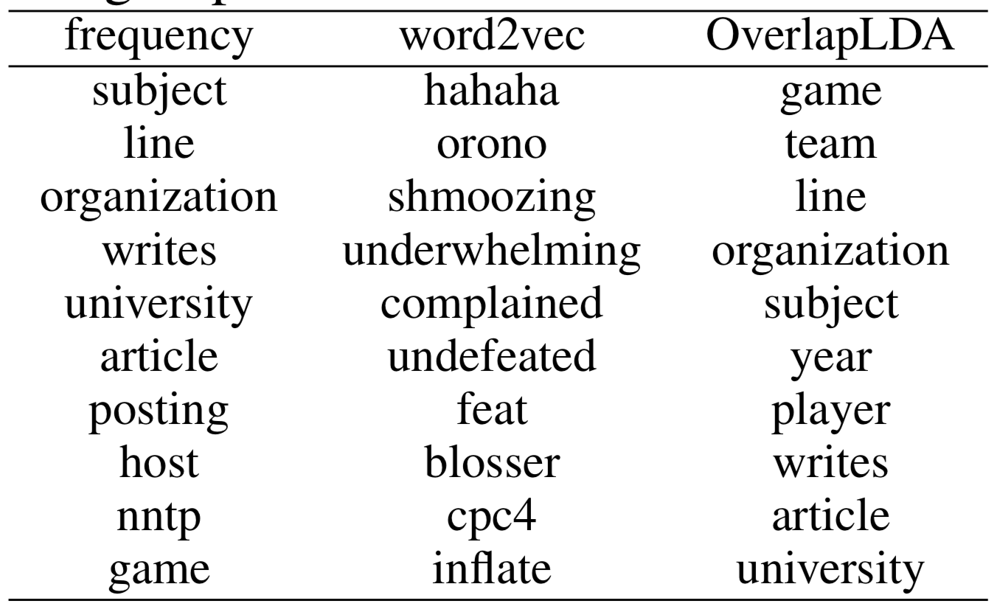 frequency word2vec OverlapLDA
subject hahaha game
line orono team
organization shmoozing line
writes underwhelming organization
university complained subject
article undefeated year
posting feat player
host blosser writes
nntp cpc4 article
game inflate university